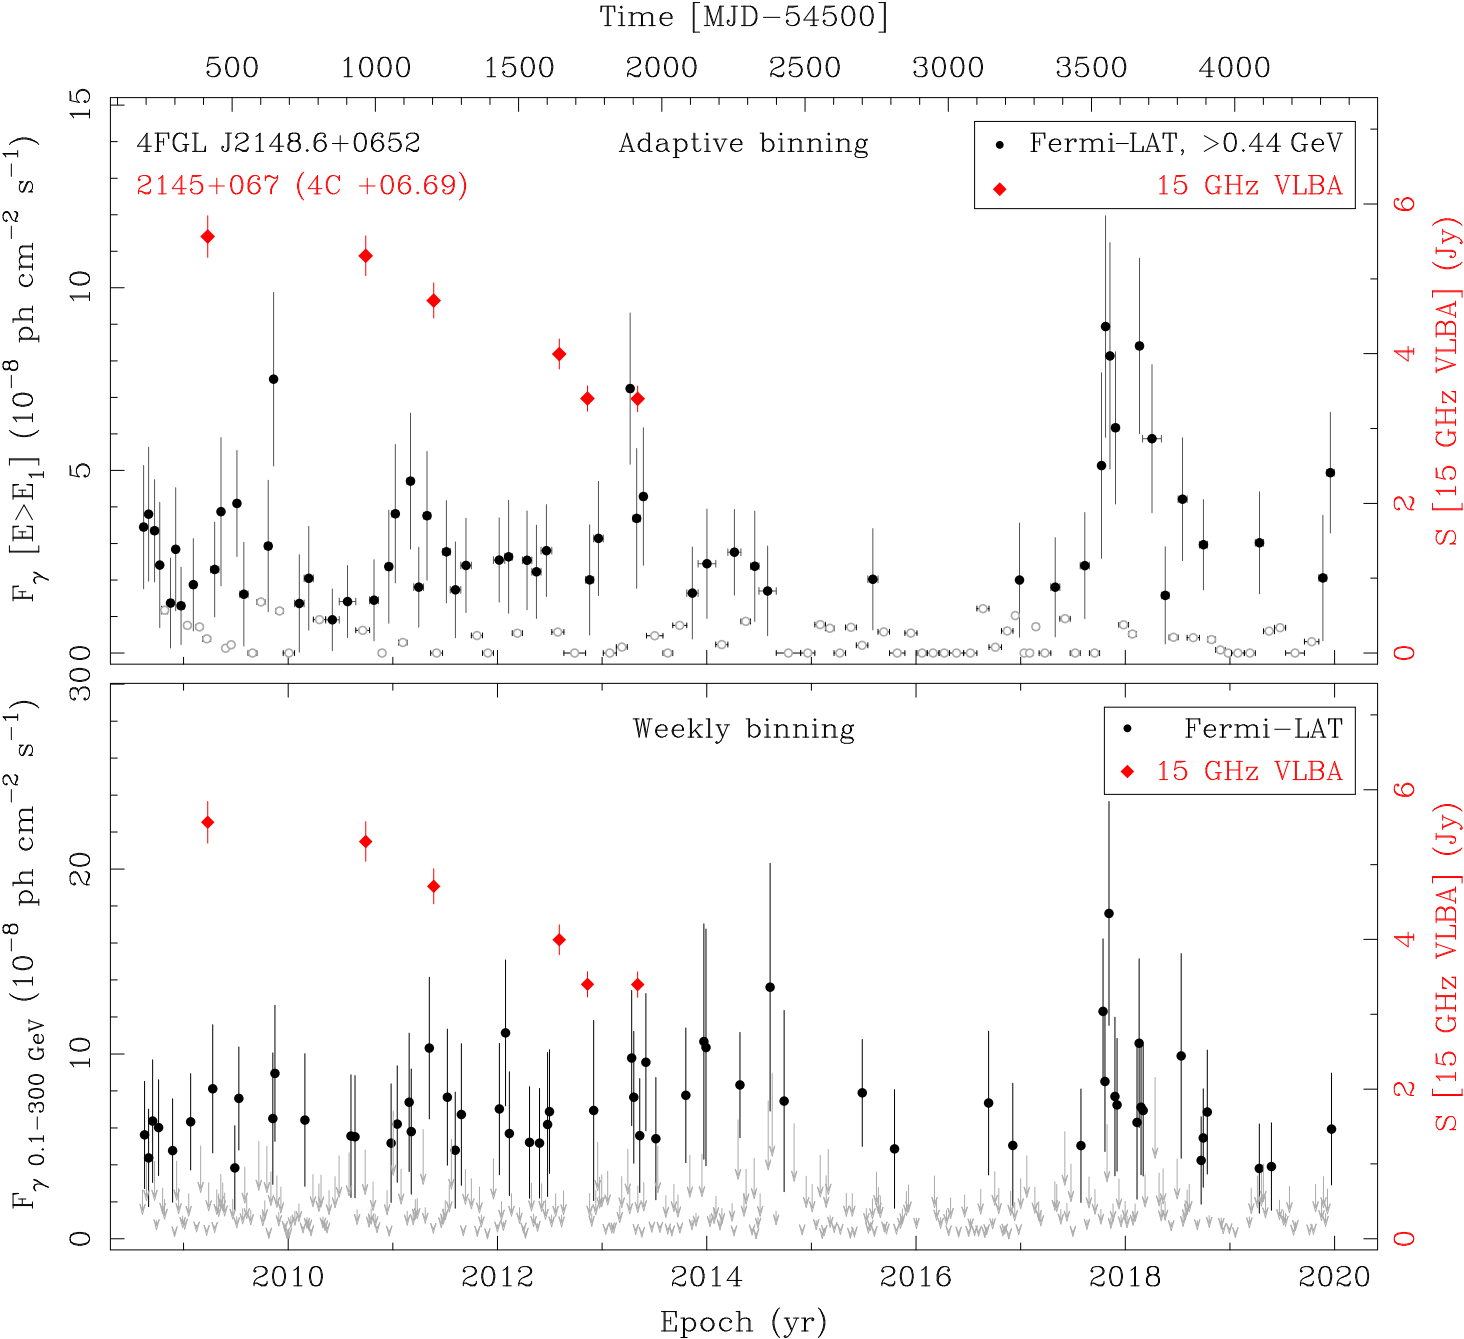 Time [MJD−54500]
500 1000 1500 2000 2500 3000 3500 4000
4FGL J2148.6+0652
2145+067 (4C +06.69)
Adaptive binning
Fermi−LAT, >0.44 GeV
15 GHz VLBA
15
10
5
0
Fγ [E>E1] (10−8 ph cm−2 s−1)
6
4
2
0
S [15 GHz VLBA] (Jy)
Weekly binning
Fermi−LAT
15 GHz VLBA
30
20
10
0
Fγ 0.1−300 GeV (10−8 ph cm−2 s−1)
6
4
2
0
S [15 GHz VLBA] (Jy)
2010 2012 2014 2016 2018 2020
Epoch (yr)